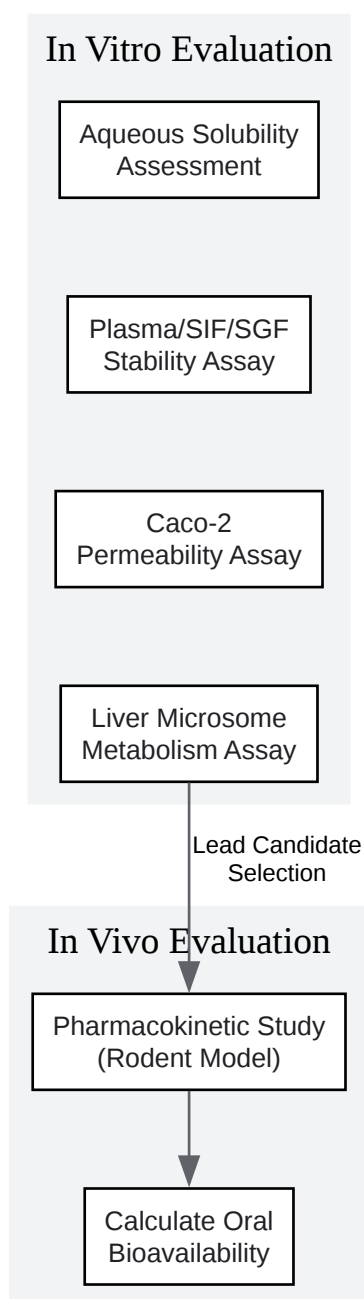 In Vitro Evaluation
Aqueous Solubility
Assessment
Plasma/SIF/SGF
Stability Assay
Caco-2
Permeability Assay
Liver Microsome
Metabolism Assay
Lead Candidate
Selection
In Vivo Evaluation
Pharmacokinetic Study
(Rodent Model)
Calculate Oral
Bioavailability